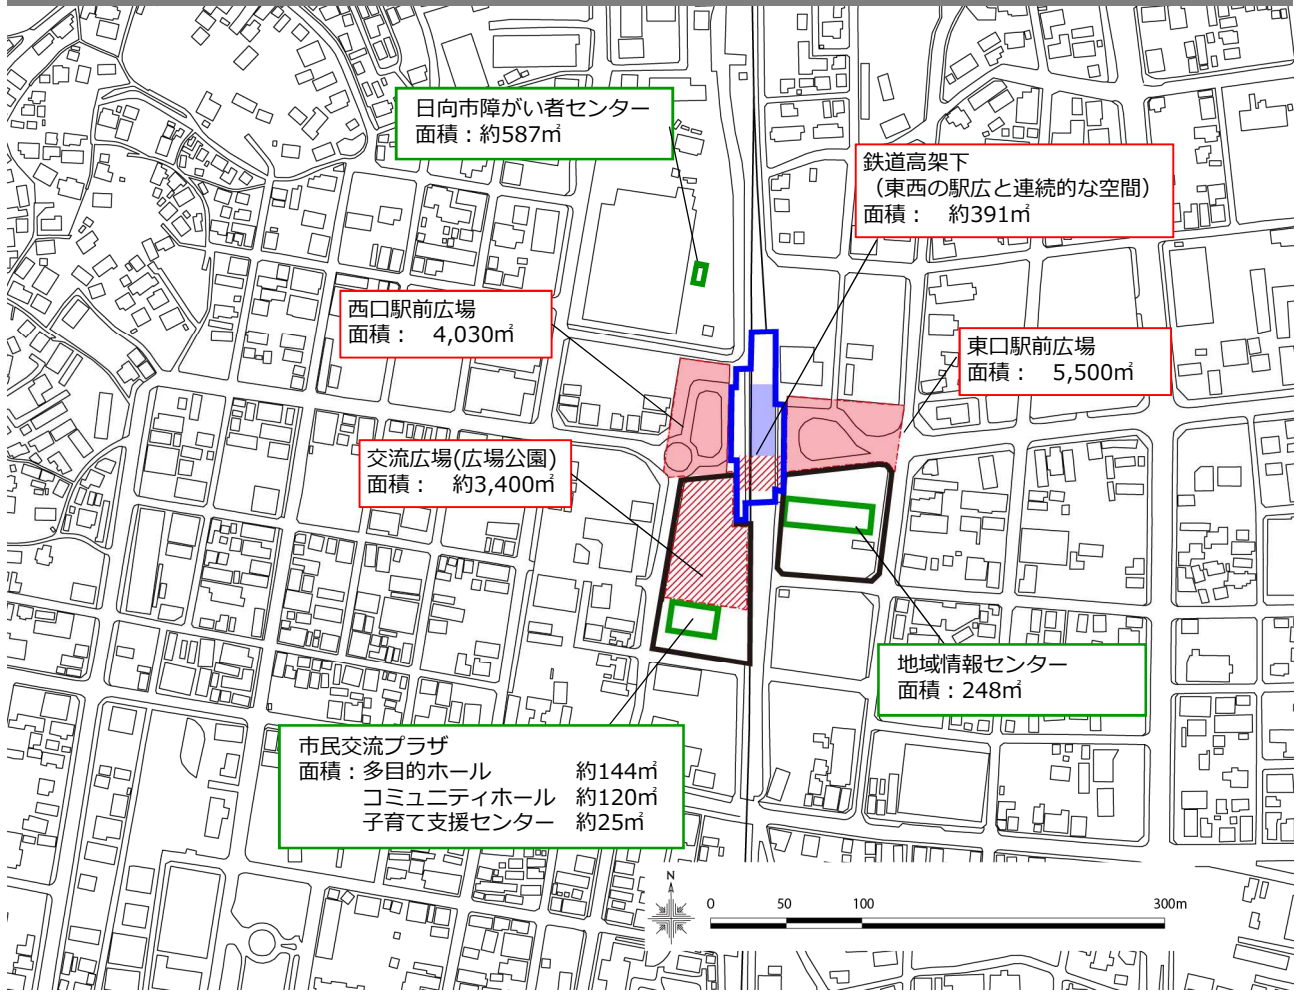 日向市障がい者センター
面積：約587㎡
鉄道高架下
（東西の駅広と連続的な空間）
面積：　約391㎡
西口駅前広場
面積：　4,030㎡
東口駅前広場
面積：　5,500㎡
交流広場(広場公園)
面積：　約3,400㎡
地域情報センター
面積：248㎡
市民交流プラザ
面積：多目的ホール　約144㎡
コミュニティホール　約120㎡
子育て支援センター　約25㎡
N
0 50 100 300m